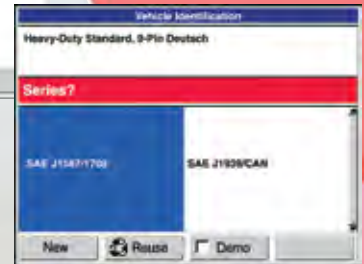 Vehicle Identification
Heavy-Duty Standard, 9-Pin Deutsch
Series?
SAE J1587/1708
SAE J1939/CAN
New
Reuse
Demo